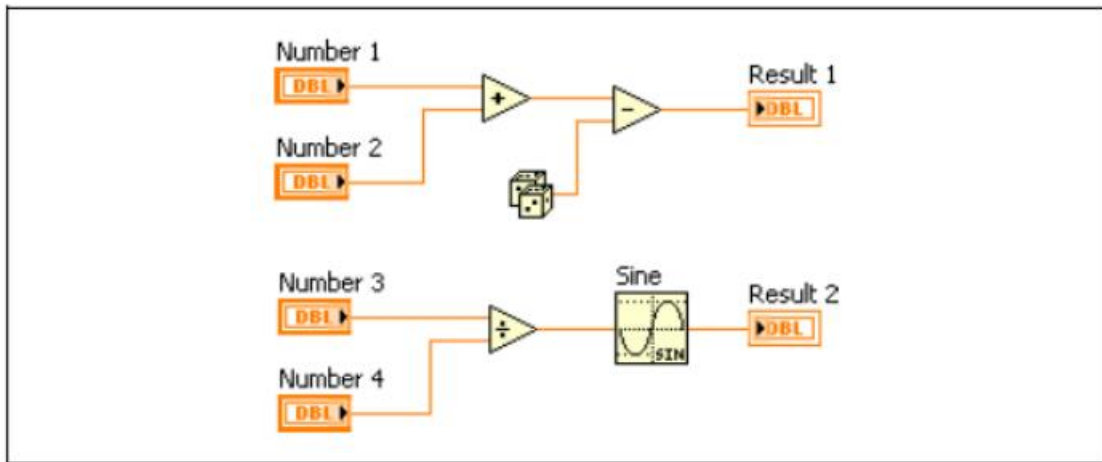 Number 1
DBL
Number 2
DBL
+
-
Result 1
DBL
Number 3
DBL
Number 4
DBL
÷
Sine
SIN
Result 2
DBL